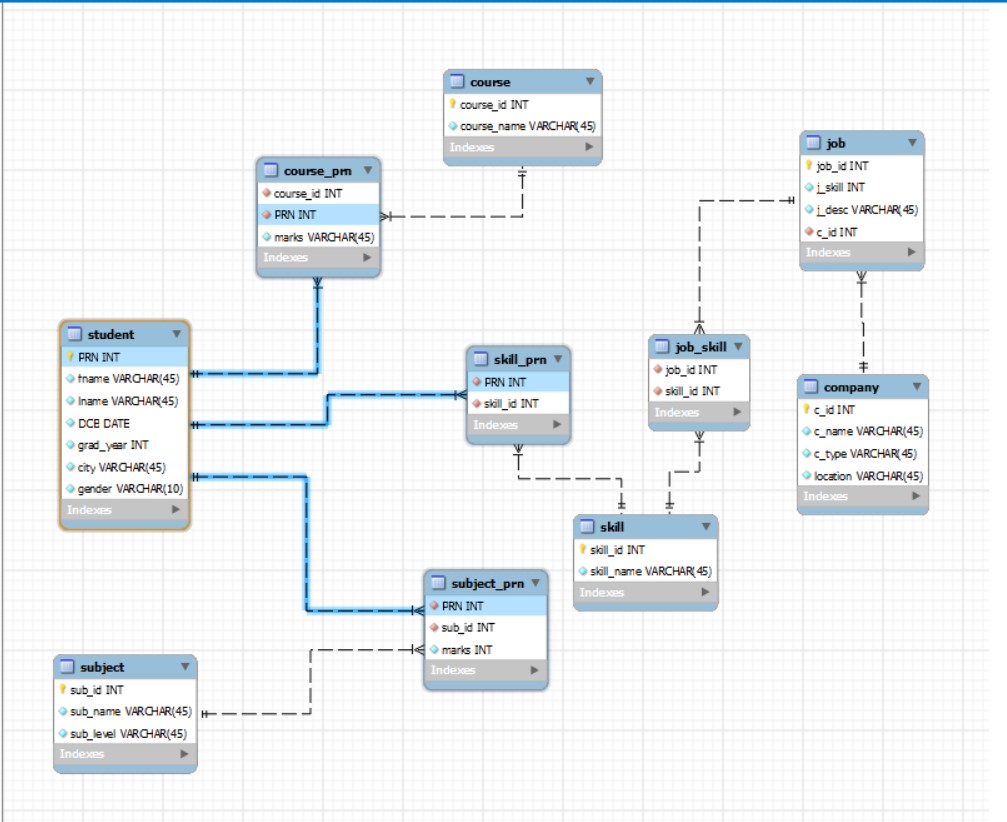 course
course_id INT
course_name VARCHAR(45)
Indexes
course_prn
course_id INT
PRN INT
marks VARCHAR(45)
Indexes
job
job_id INT
j_skill INT
j_desc VARCHAR(45)
c_id INT
Indexes
student
PRN INT
fname VARCHAR(45)
lname VARCHAR(45)
DOB DATE
grad_year INT
city VARCHAR(45)
gender VARCHAR(10)
Indexes
skill_prn
PRN INT
skill_id INT
Indexes
job_skill
job_id INT
skill_id INT
Indexes
company
c_id INT
c_name VARCHAR(45)
c_type VARCHAR(45)
location VARCHAR(45)
Indexes
skill
skill_id INT
skill_name VARCHAR(45)
Indexes
subject_prn
PRN INT
sub_id INT
marks INT
Indexes
subject
sub_id INT
sub_name VARCHAR(45)
sub_level VARCHAR(45)
Indexes